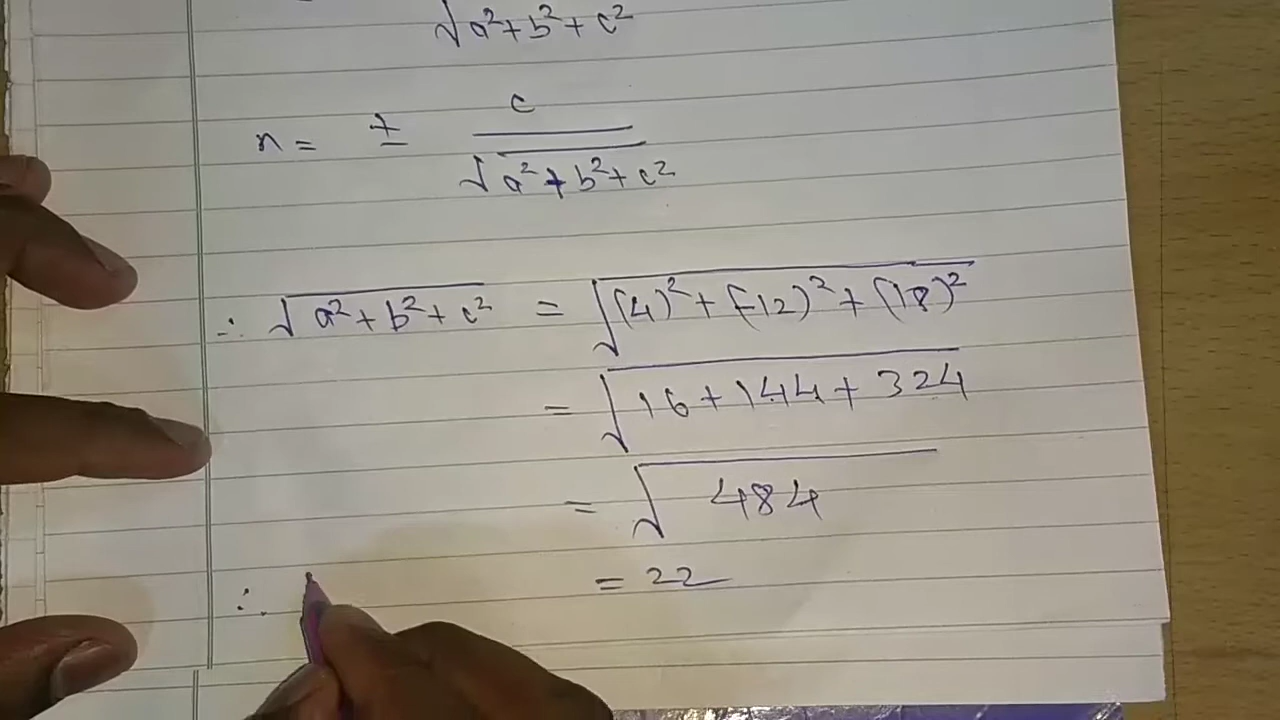 √a²+b²+c²
n = ± c / √a²+b²+c²
∴ √a²+b²+c² = √(4)²+(-12)²+(18)²
= √16+144+324
= √484
= 22
∴